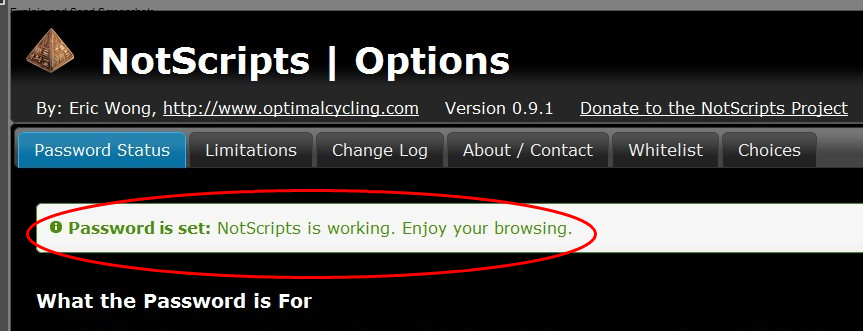 Explain and Send Screenshots
NotScripts | Options
By: Eric Wong, http://www.optimalcycling.com Version 0.9.1 Donate to the NotScripts Project
Password Status Limitations Change Log About / Contact Whitelist Choices
Password is set: NotScripts is working. Enjoy your browsing.
What the Password is For